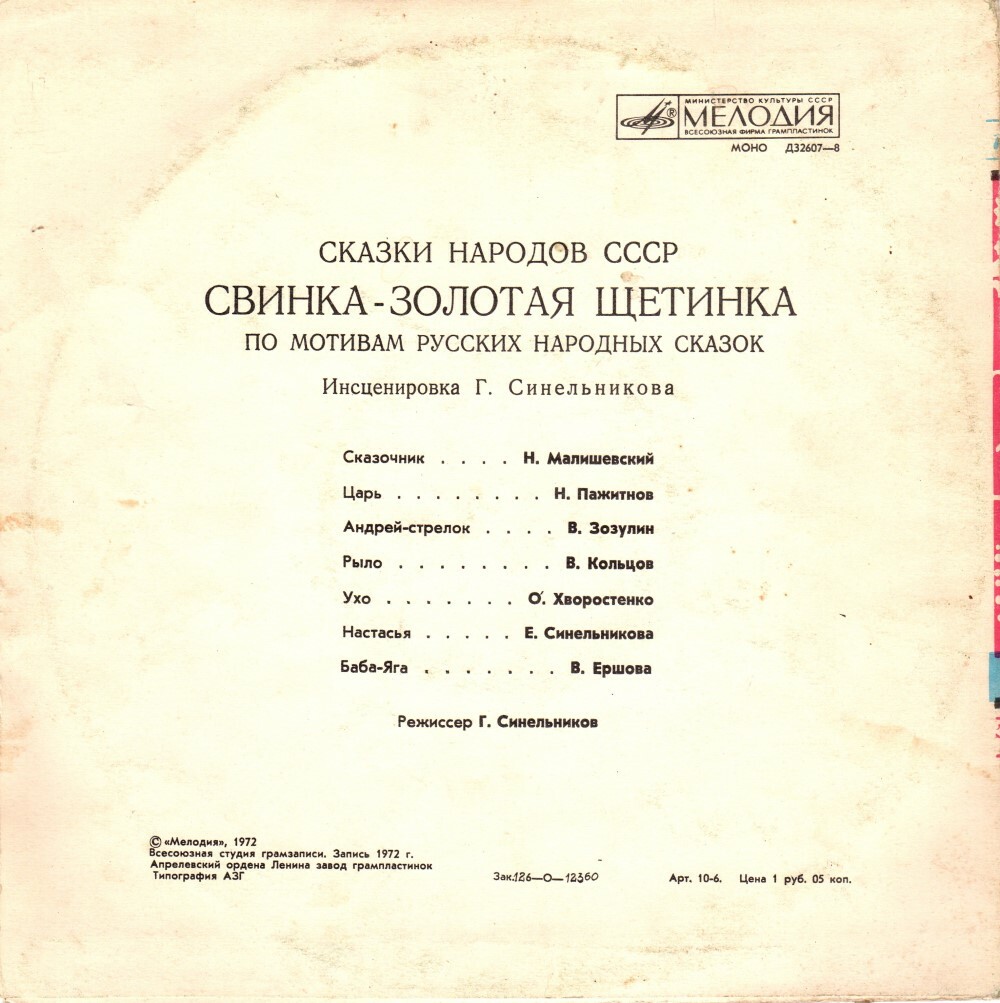 МИНИСТЕРСТВО КУЛЬТУРЫ СССР
МЕЛОДИЯ
ВСЕСОЮЗНАЯ ФИРМА ГРАМПЛАСТИНОК
МОНО Д32607—8
СКАЗКИ НАРОДОВ СССР
СВИНКА-ЗОЛОТАЯ ЩЕТИНКА
ПО МОТИВАМ РУССКИХ НАРОДНЫХ СКАЗОК
Инсценировка Г. Синельникова
Сказочник . . . . Н. Малишевский
Царь . . . . . . . . Н. Пажитнов
Андрей-стрелок . . . . В. Зозулин
Рыло . . . . . . . . В. Кольцов
Ухо . . . . . . . О. Хворостенко
Настасья . . . . . Е. Синельникова
Баба-Яга . . . . . . . В. Ершова
Режиссер Г. Синельников
© «Мелодия», 1972
Всесоюзная студия грамзаписи. Запись 1972 г.
Апрелевский ордена Ленина завод грампластинок
Типография АЗГ
Зак.126—О—12360
Арт. 10-6. Цена 1 руб. 05 коп.